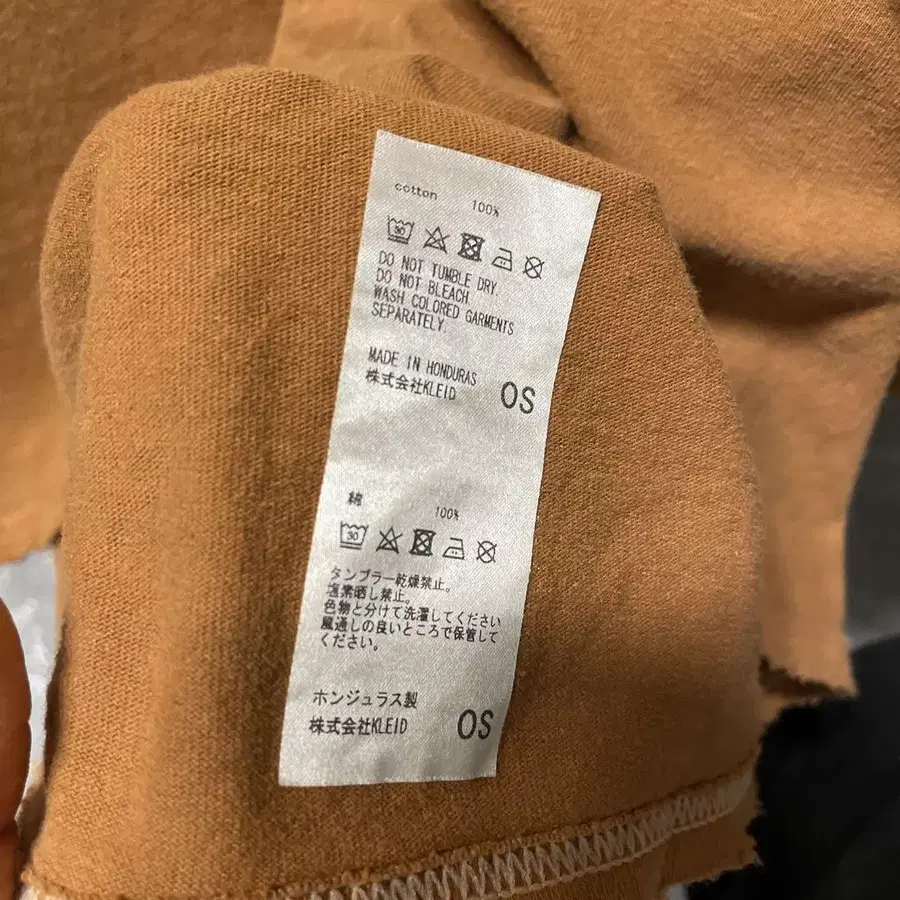 cotton 100%
30
DO NOT TUMBLE DRY.
DO NOT BLEACH
WASH COLORED GARMENTS
SEPARATELY.
MADE IN HONDURAS
株式会社KLEID OS
綿 100%
30
タンブラー乾燥禁止。
塩素晒し禁止。
色物と分けて洗濯してください
風通しの良いところで保管して
ください。
ホンジュラス製
株式会社KLEID OS